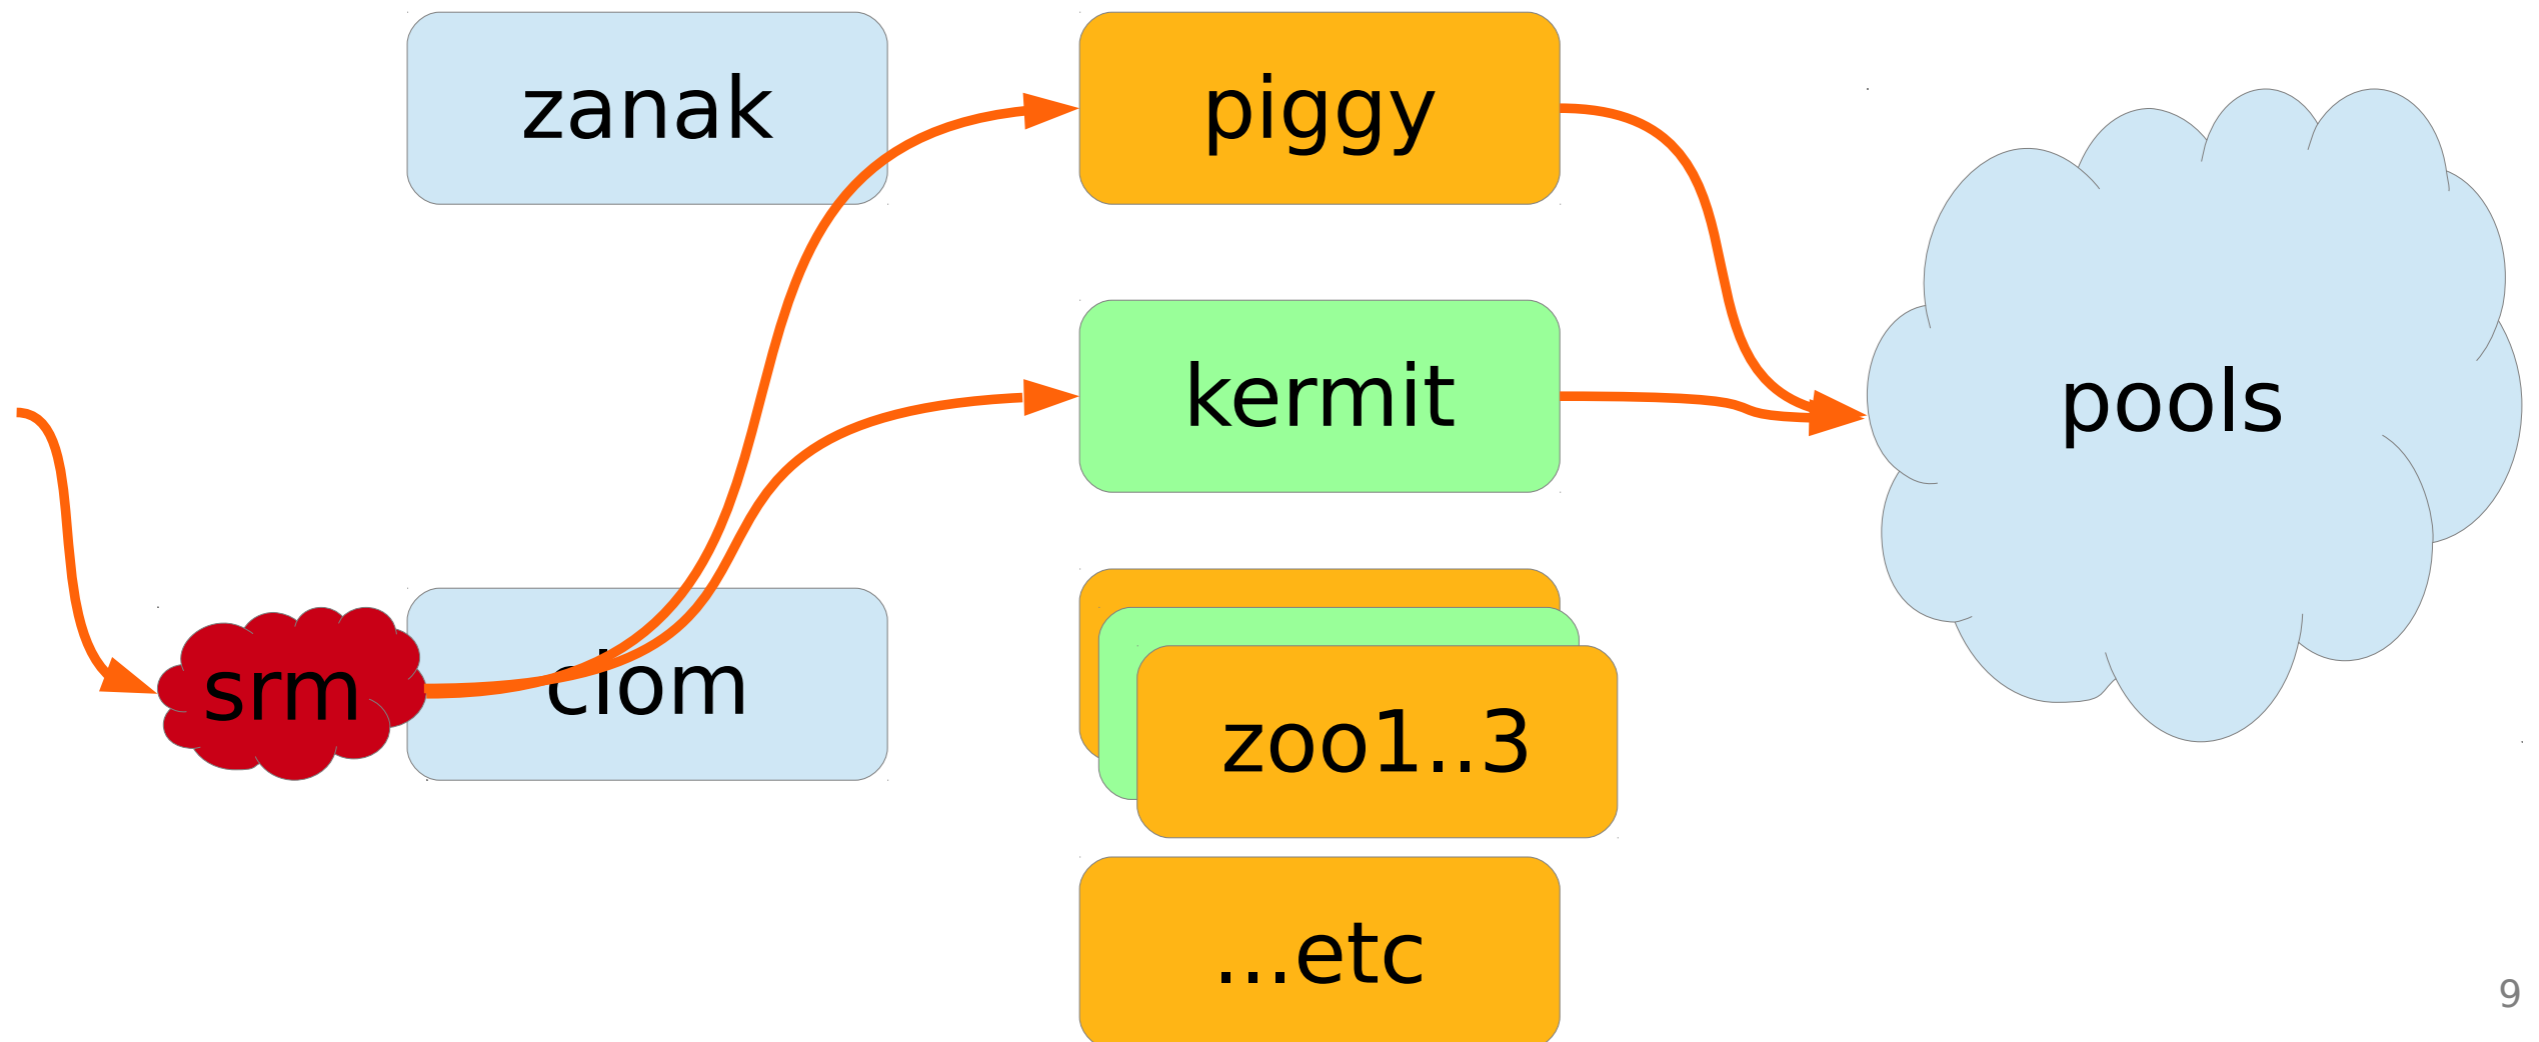 zanak
piggy
kermit
pools
srm
clom
zoo1..3
...etc
9